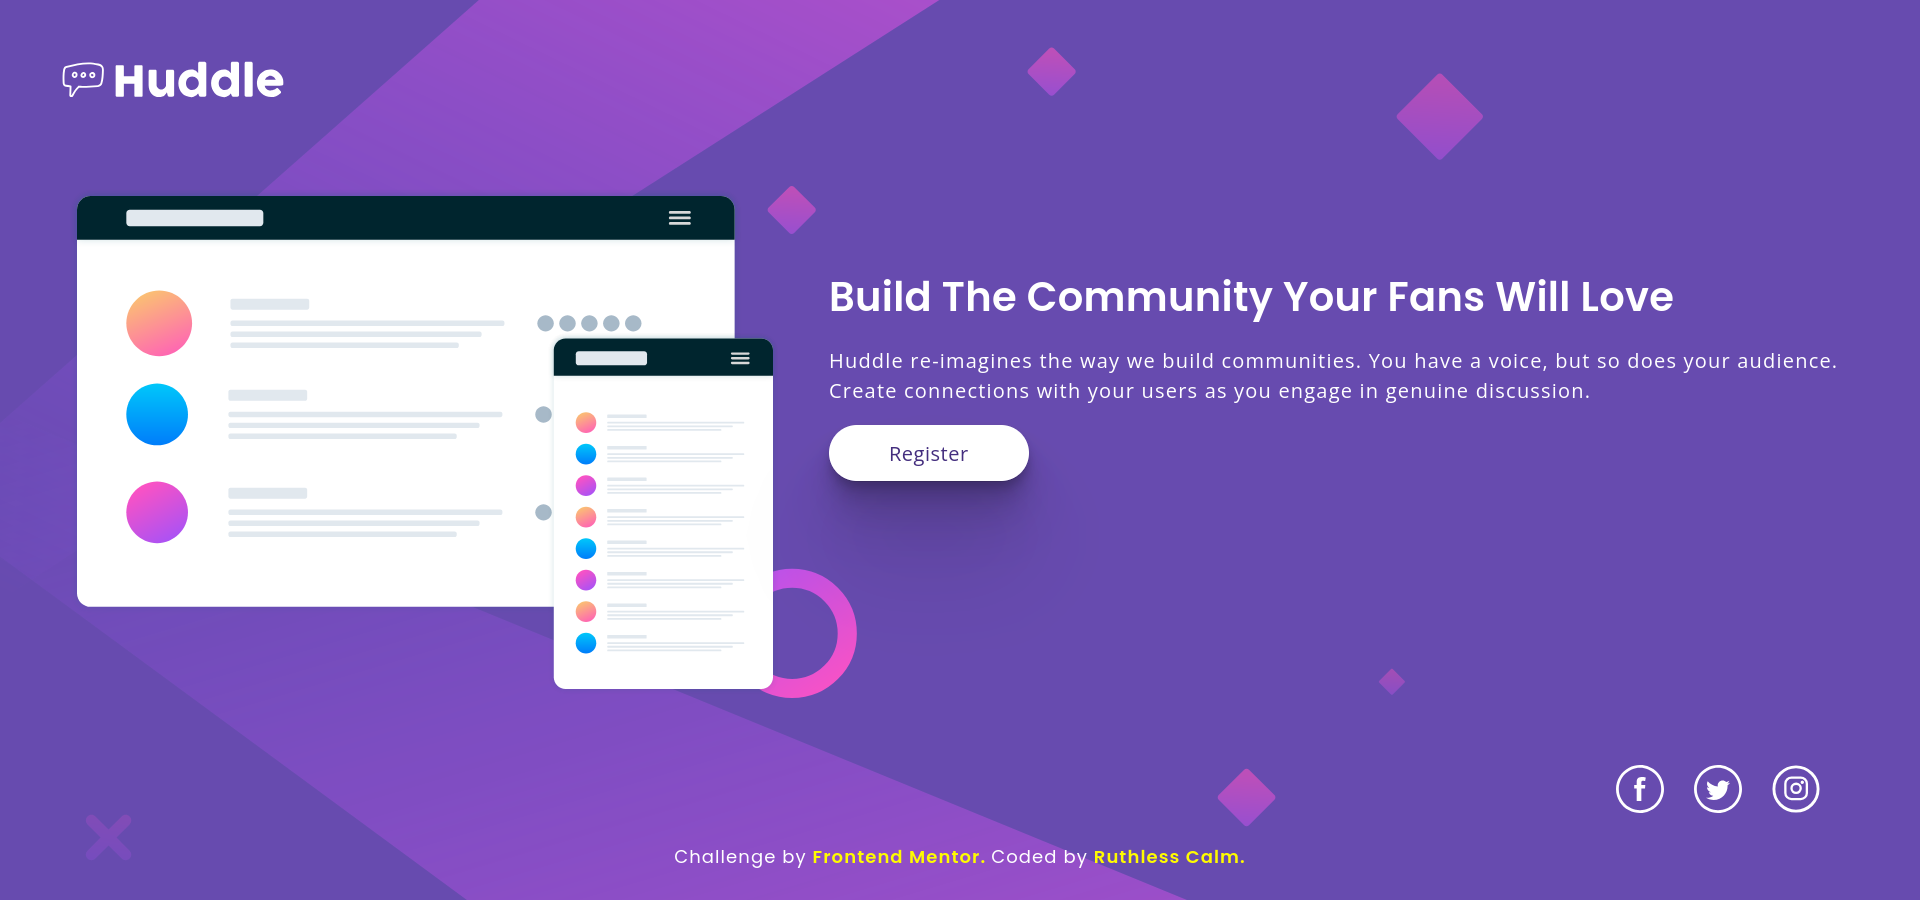 Huddle
Build The Community Your Fans Will Love
Huddle re-imagines the way we build communities. You have a voice, but so does your audience.
Create connections with your users as you engage in genuine discussion.
Register
Challenge by Frontend Mentor. Coded by Ruthless Calm.